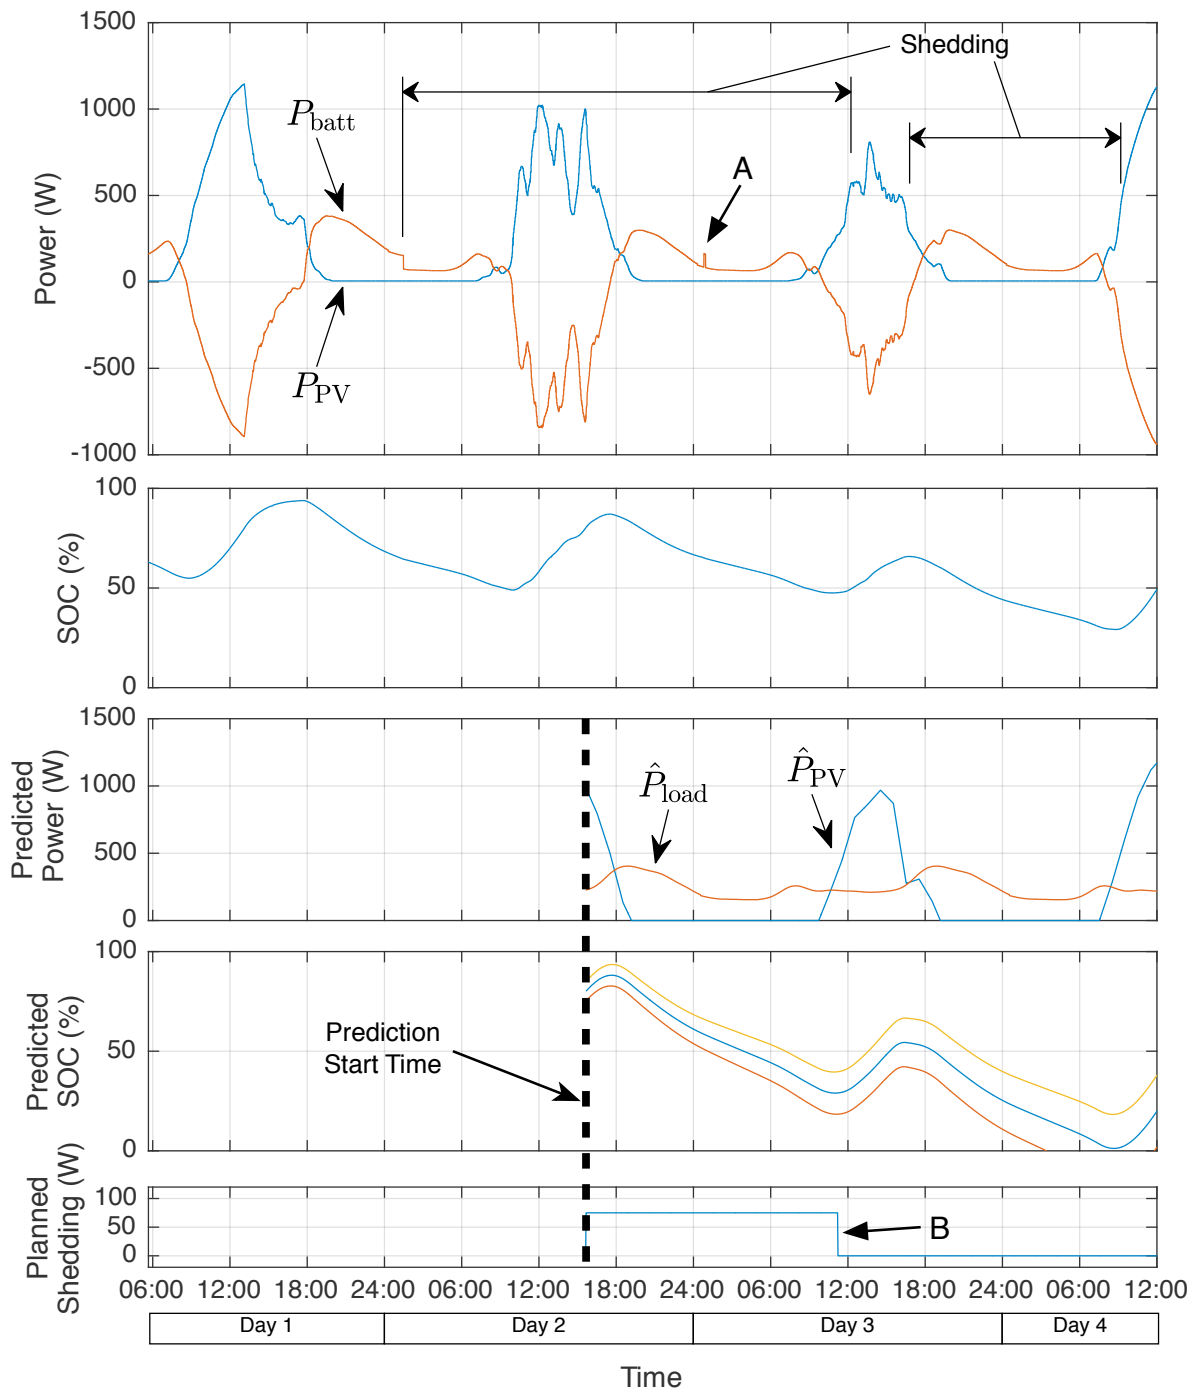 1500
1000
500
0
-500
-1000
Power (W)
Shedding
P_batt
A
P_PV
100
50
0
SOC (%)
1500
1000
500
0
Predicted
Power (W)
P̂_load
P̂_PV
100
50
0
Predicted
SOC (%)
Prediction
Start Time
100
50
0
Planned
Shedding (W)
B
06:00 12:00 18:00 24:00 06:00 12:00 18:00 24:00 06:00 12:00 18:00 24:00 06:00 12:00
Day 1 Day 2 Day 3 Day 4
Time